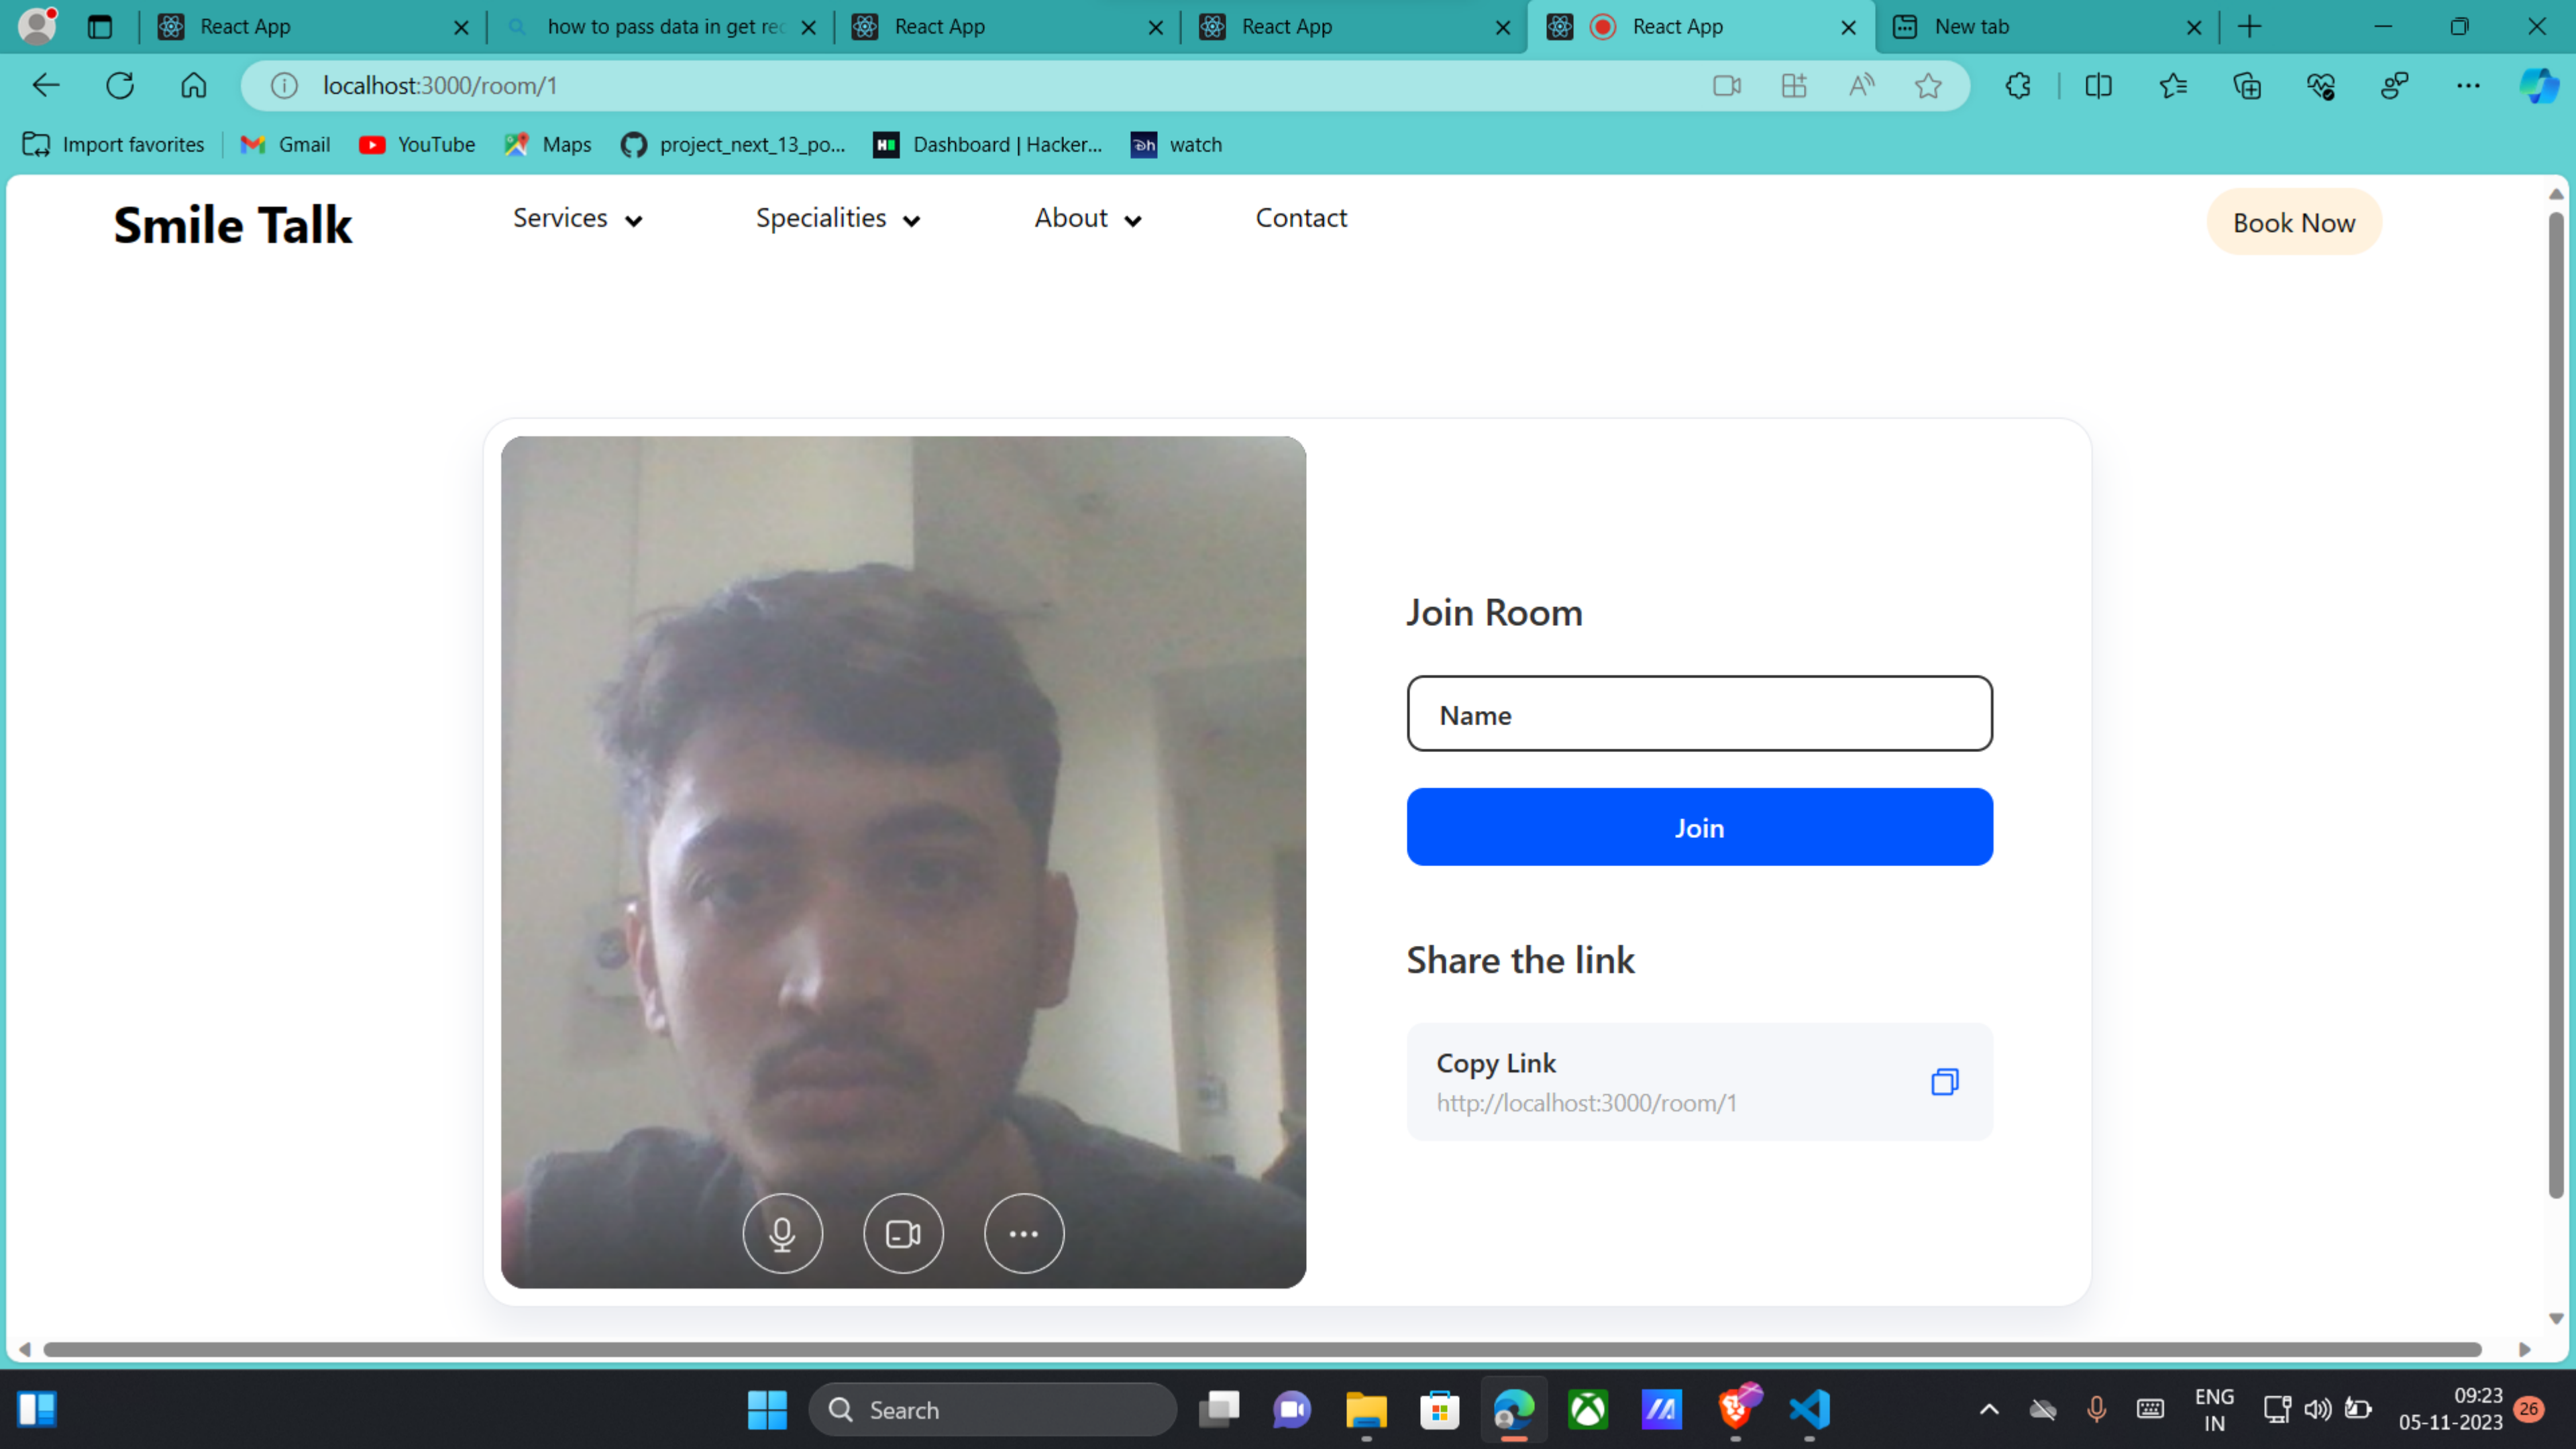 React App
how to pass data in get rec
React App
React App
React App
New tab
localhost:3000/room/1
Import favorites
Gmail
YouTube
Maps
project_next_13_po...
Dashboard | Hacker...
watch
Smile Talk
Services
Specialities
About
Contact
Book Now
Join Room
Name
Join
Share the link
Copy Link
http://localhost:3000/room/1
Search
ENG
IN
09:23
05-11-2023
26